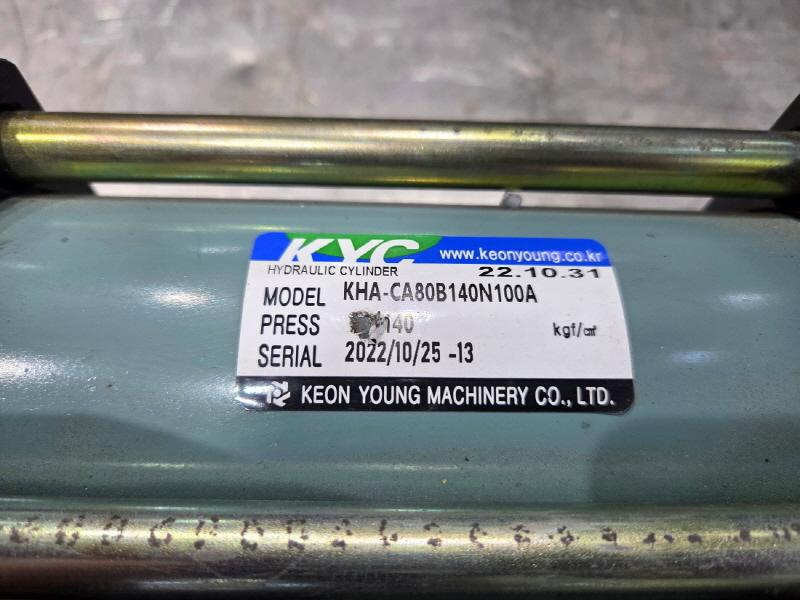 KYC www.keonyoung.co.kr
HYDRAULIC CYLINDER 22.10.31
MODEL KHA-CA80B140N100A
PRESS 140 kgf/㎠
SERIAL 2022/10/25 -13
KEON YOUNG MACHINERY CO., LTD.